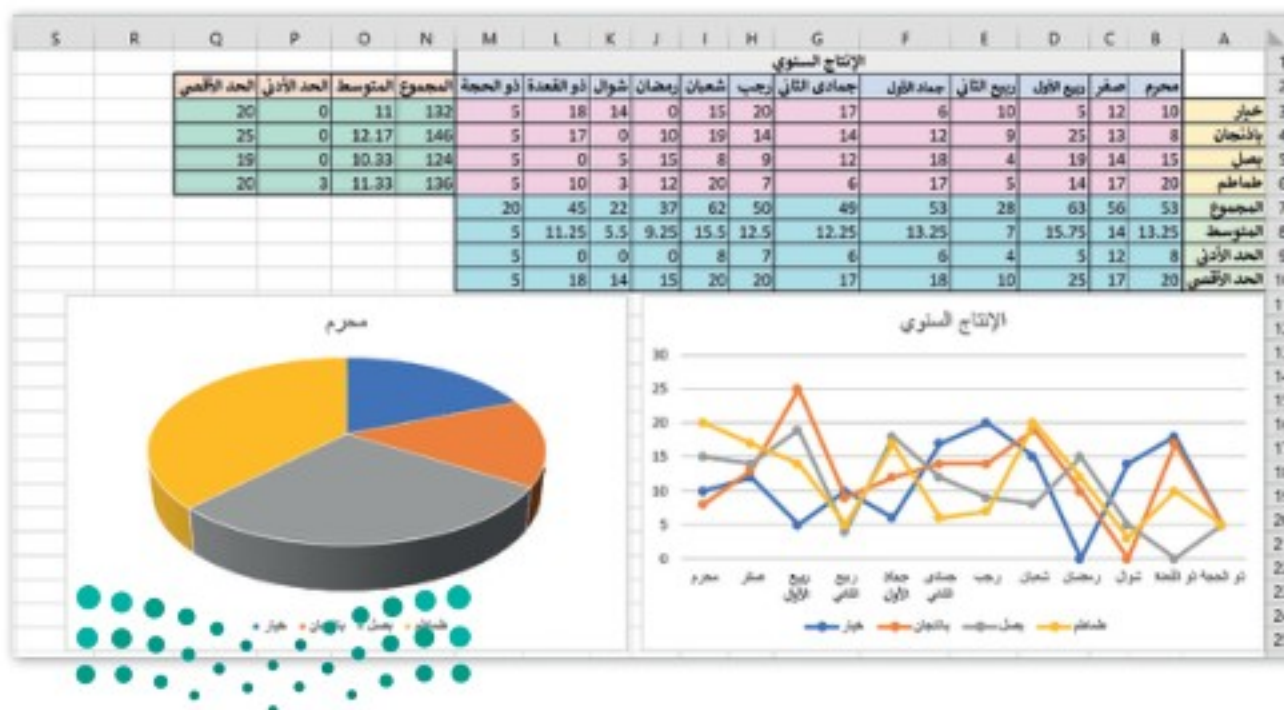 A B C D E F G H I J K L M N O P Q R S
1 الإنتاج السنوي
2 محرم صفر ربيع الأول ربيع الثاني جماد الأول جمادى الثاني رجب شعبان رمضان شوال ذو القعدة ذو الحجة المجموع المتوسط الحد الأدنى الحد الأقصى
خيار 10 12 5 10 6 17 20 15 0 14 18 5 132 11 0 20
باذنجان 8 13 25 9 12 14 14 19 10 0 17 5 146 12.17 0 25
بصل 15 14 19 4 18 12 9 8 15 5 0 5 124 10.33 0 19
طماطم 20 17 14 5 17 6 7 20 12 3 10 5 136 11.33 3 20
المجموع 53 56 63 28 53 49 50 62 37 22 45 20
المتوسط 13.25 14 15.75 7 13.25 12.25 12.5 15.5 9.25 5.5 11.25 5
الحد الأدنى 8 12 5 4 6 6 7 8 0 0 0 5
الحد الأقصى 20 17 25 10 18 17 20 20 15 14 18 5
الإنتاج السنوي
30
25
20
15
10
5
0
محرم صفر ربيع الأول ربيع الثاني جماد الأول جمادى الثاني رجب شعبان رمضان شوال ذو القعدة ذو الحجة
خيار باذنجان بصل طماطم
محرم
خيار باذنجان بصل طماطم